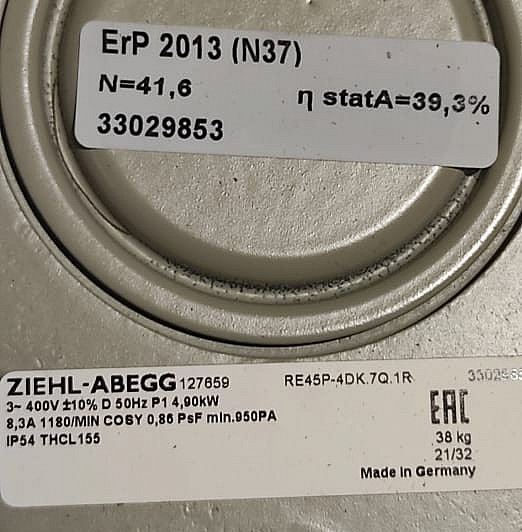 ErP 2013 (N37)
N=41,6
η statA=39,3%
33029853
ZIEHL-ABEGG 127659 RE45P-4DK.7Q.1R
3~ 400V ±10% D 50Hz P1 4,90kW
8,3A 1180/MIN COSY 0,86 PsF min.950PA
IP54 THCL155
EAC
38 kg
21/32
Made in Germany